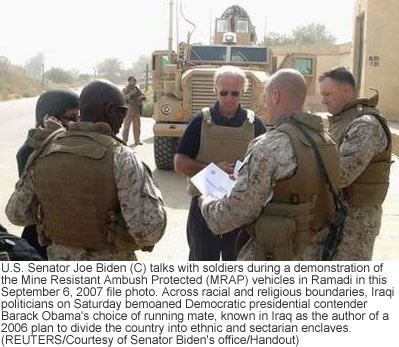 U.S. Senator Joe Biden (C) talks with soldiers during a demonstration of
the Mine Resistant Ambush Protected (MRAP) vehicles in Ramadi in this
September 6, 2007 file photo. Across racial and religious boundaries, Iraqi
politicians on Saturday bemoaned Democratic presidential contender
Barack Obama's choice of running mate, known in Iraq as the author of a
2006 plan to divide the country into ethnic and sectarian enclaves.
(REUTERS/Courtesy of Senator Biden's office/Handout)